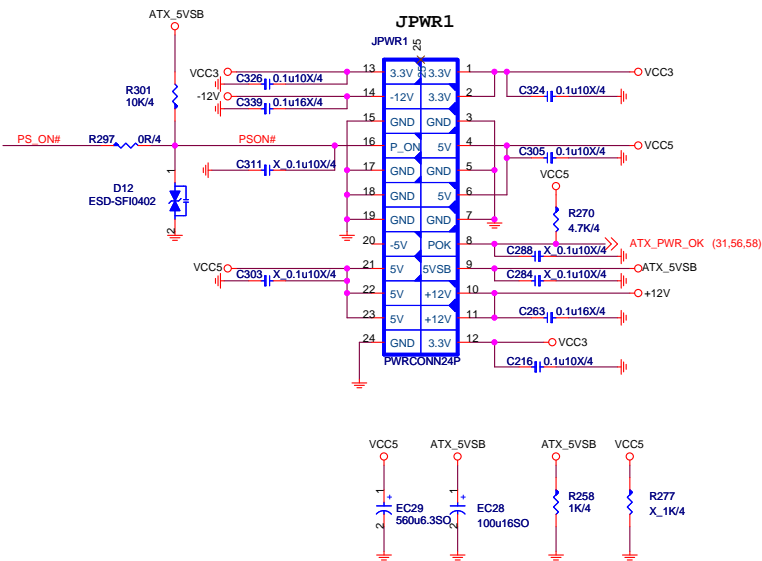 JPWR1
ATX_5VSB
JPWR1
25
R301
10K/4
VCC3
C326 0.1u10X/4
13 3.3V 3.3V 1
VCC3
-12V
C339 0.1u16X/4
14 -12V 3.3V 2
C324 0.1u10X/4
15 GND GND 3
PS_ON# R297 0R/4 PSON#
16 P_ON 5V 4
VCC5
C311 X_0.1u10X/4
17 GND GND 5
C305 0.1u10X/4
VCC5
D12
ESD-SFI0402
1
2
18 GND 5V 6
19 GND GND 7
R270
4.7K/4
20 -5V POK 8
ATX_PWR_OK (31,56,58)
C288 X_0.1u10X/4
VCC5
21 5V 5VSB 9
ATX_5VSB
C303 X_0.1u10X/4
C284 X_0.1u10X/4
22 5V +12V 10
+12V
23 5V +12V 11
C263 0.1u16X/4
24 GND 3.3V 12
VCC3
PWRCONN24P
C216 0.1u10X/4
VCC5 ATX_5VSB ATX_5VSB VCC5
1 + 1 +
EC29
560u6.3SO
2
EC28
100u16SO
2
R258
1K/4
R277
X_1K/4